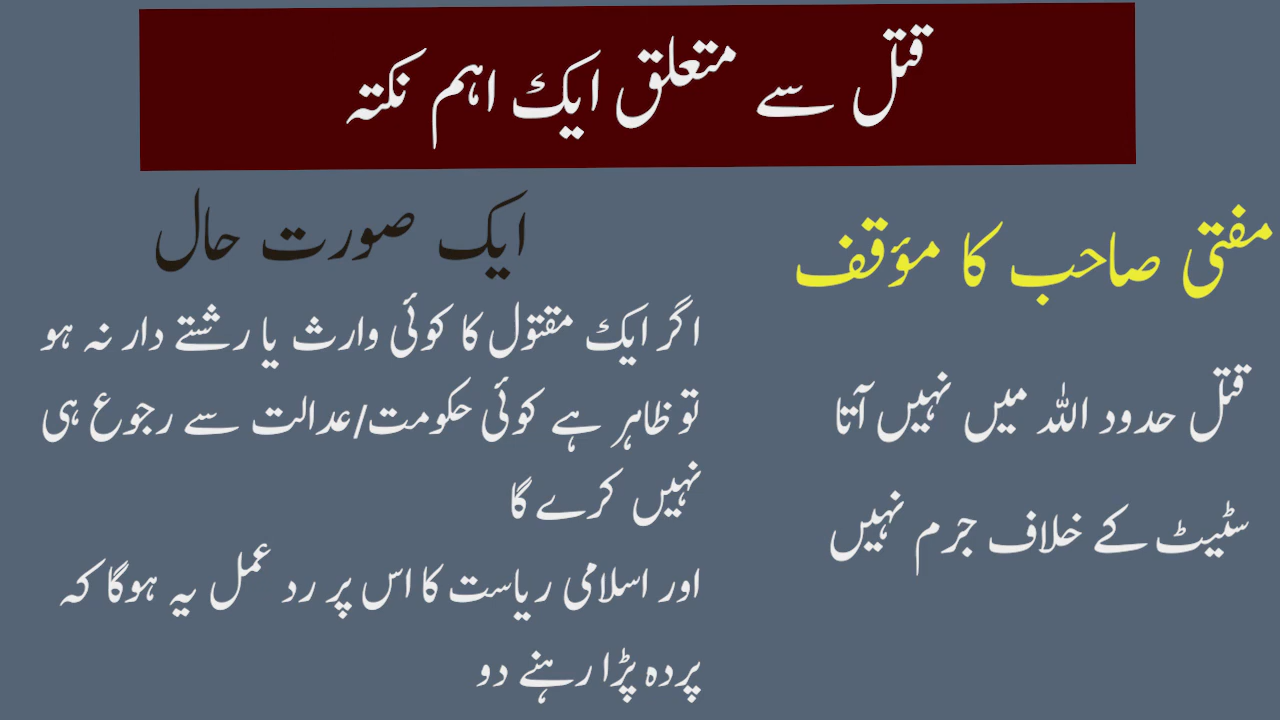 قتل سے متعلق ایک اہم نکتہ
مفتی صاحب کا مؤقف
قتل حدود اللہ میں نہیں آتا
سٹیٹ کے خلاف جرم نہیں
ایک صورت حال
اگر ایک مقتول کا کوئی وارث یا رشتے دار نہ ہو
تو ظاہر ہے کوئی حکومت/عدالت سے رجوع ہی
نہیں کرے گا
اور اسلامی ریاست کا اس پر رد عمل یہ ہوگا کہ
پردہ پڑا رہنے دو